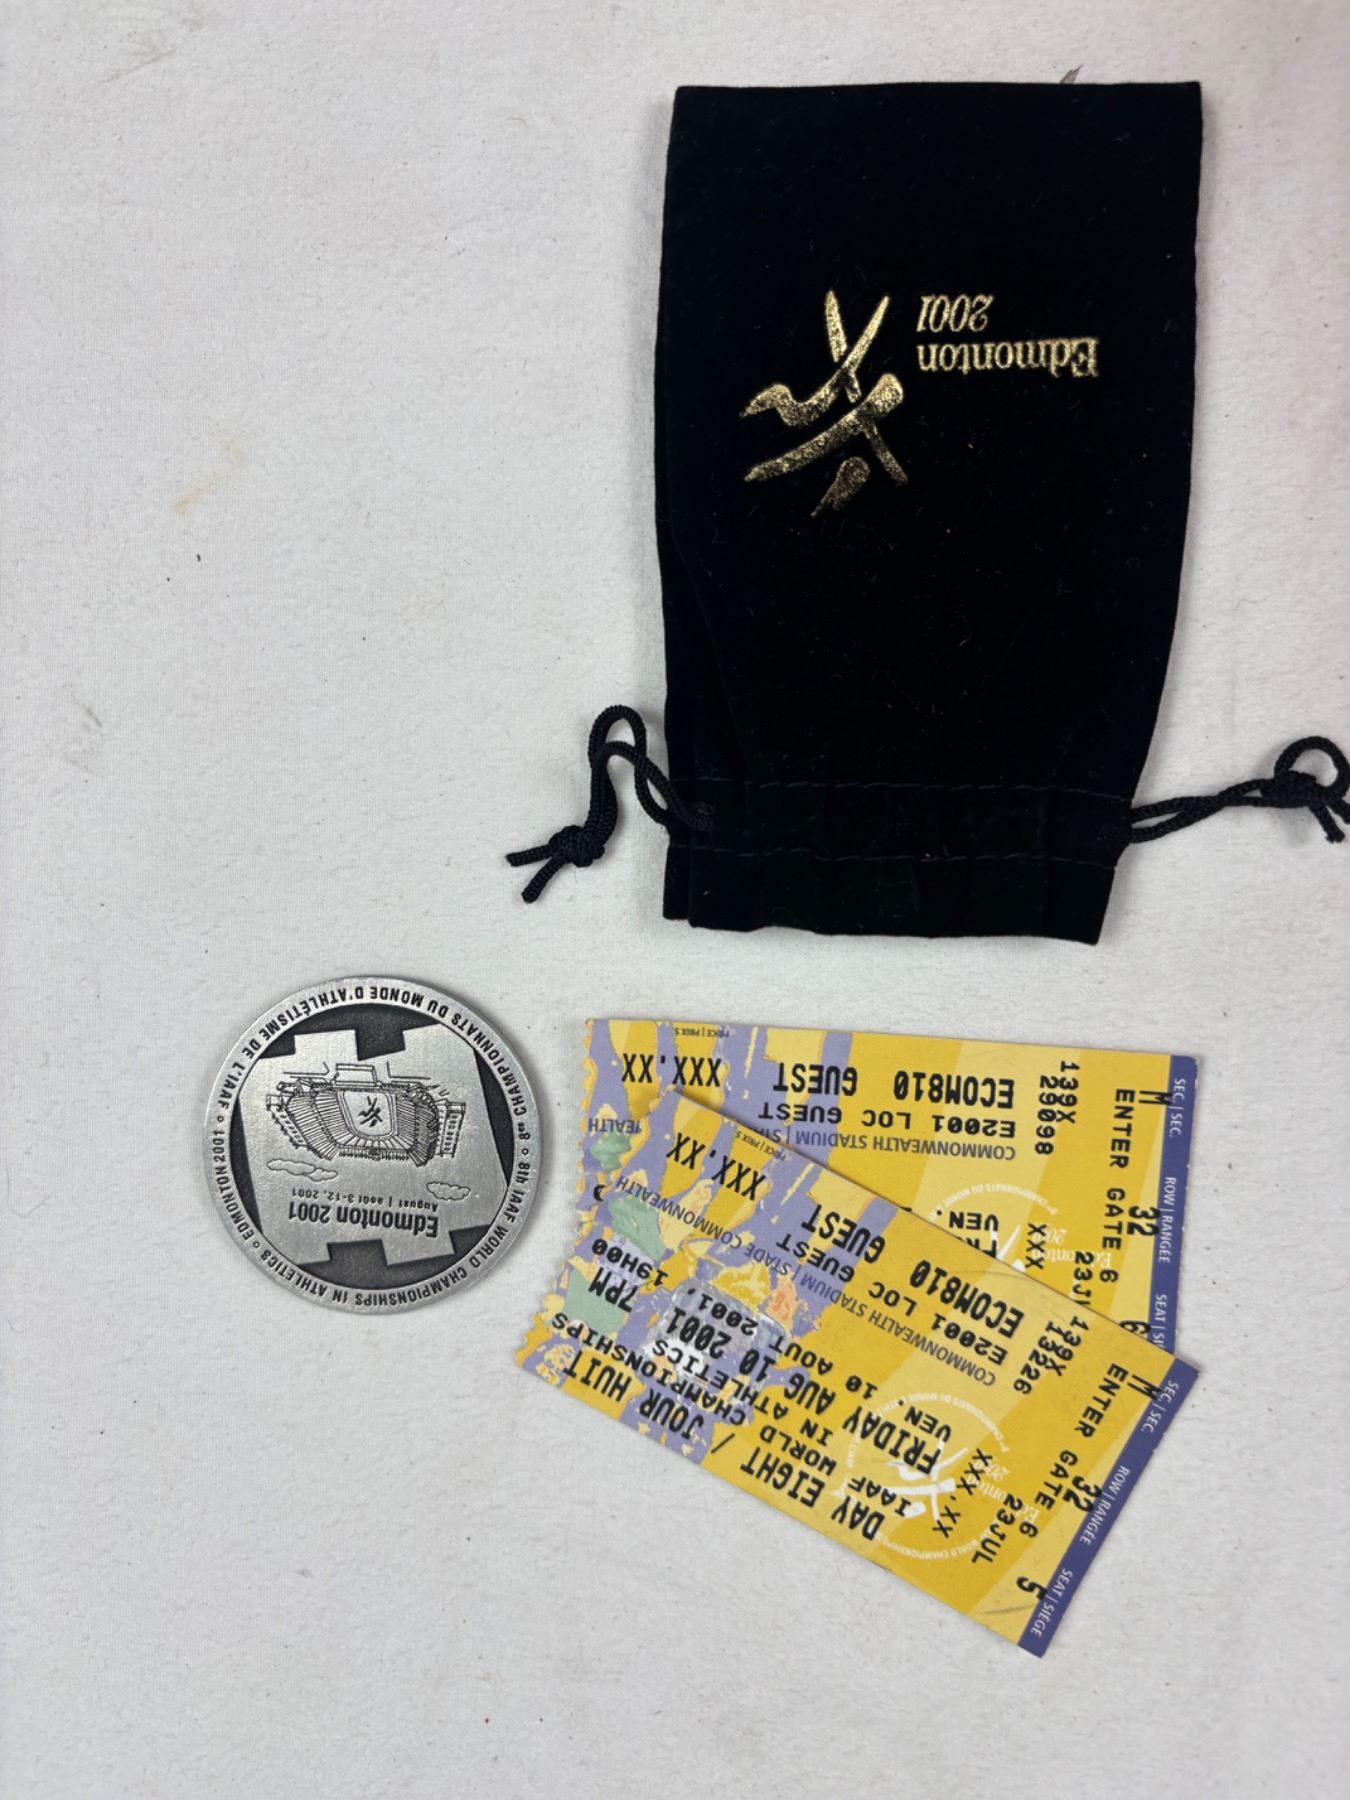 Edmonton
2001
8es CHAMPIONNATS DU MONDE D'ATHLÉTISME DE L'IAAF
EDMONTON 2001
8th IAAF WORLD CHAMPIONSHIPS IN ATHLETICS
Edmonton 2001
August | août 3-12, 2001
DAY EIGHT / JOUR HUIT
IAAF WORLD CHAMPIONSHIPS
IN ATHLETICS
FRIDAY AUG 10 2001 7PM
VEN. 10 AOUT 2001, 19H00
COMMONWEALTH STADIUM | STADE COMMONWEALTH
E2001 LOC GUEST
ECOM810 GUEST
PRICE | PRIX $
XXX.XX
139X
13226
XXX.XX
23JUL
ENTER GATE 6
SEC. | SEC.
M
ROW | RANGÉE
32
SEAT | SIÈGE
5
Edmonton
VEN.
COMMONWEALTH STADIUM
E2001 LOC GUEST
ECOM810 GUEST
PRICE | PRIX $
XXX.XX
139X
29098
XXX
ENTER GATE 6
SEC. | SEC.
M
ROW | RANGÉE
32
SEAT
6